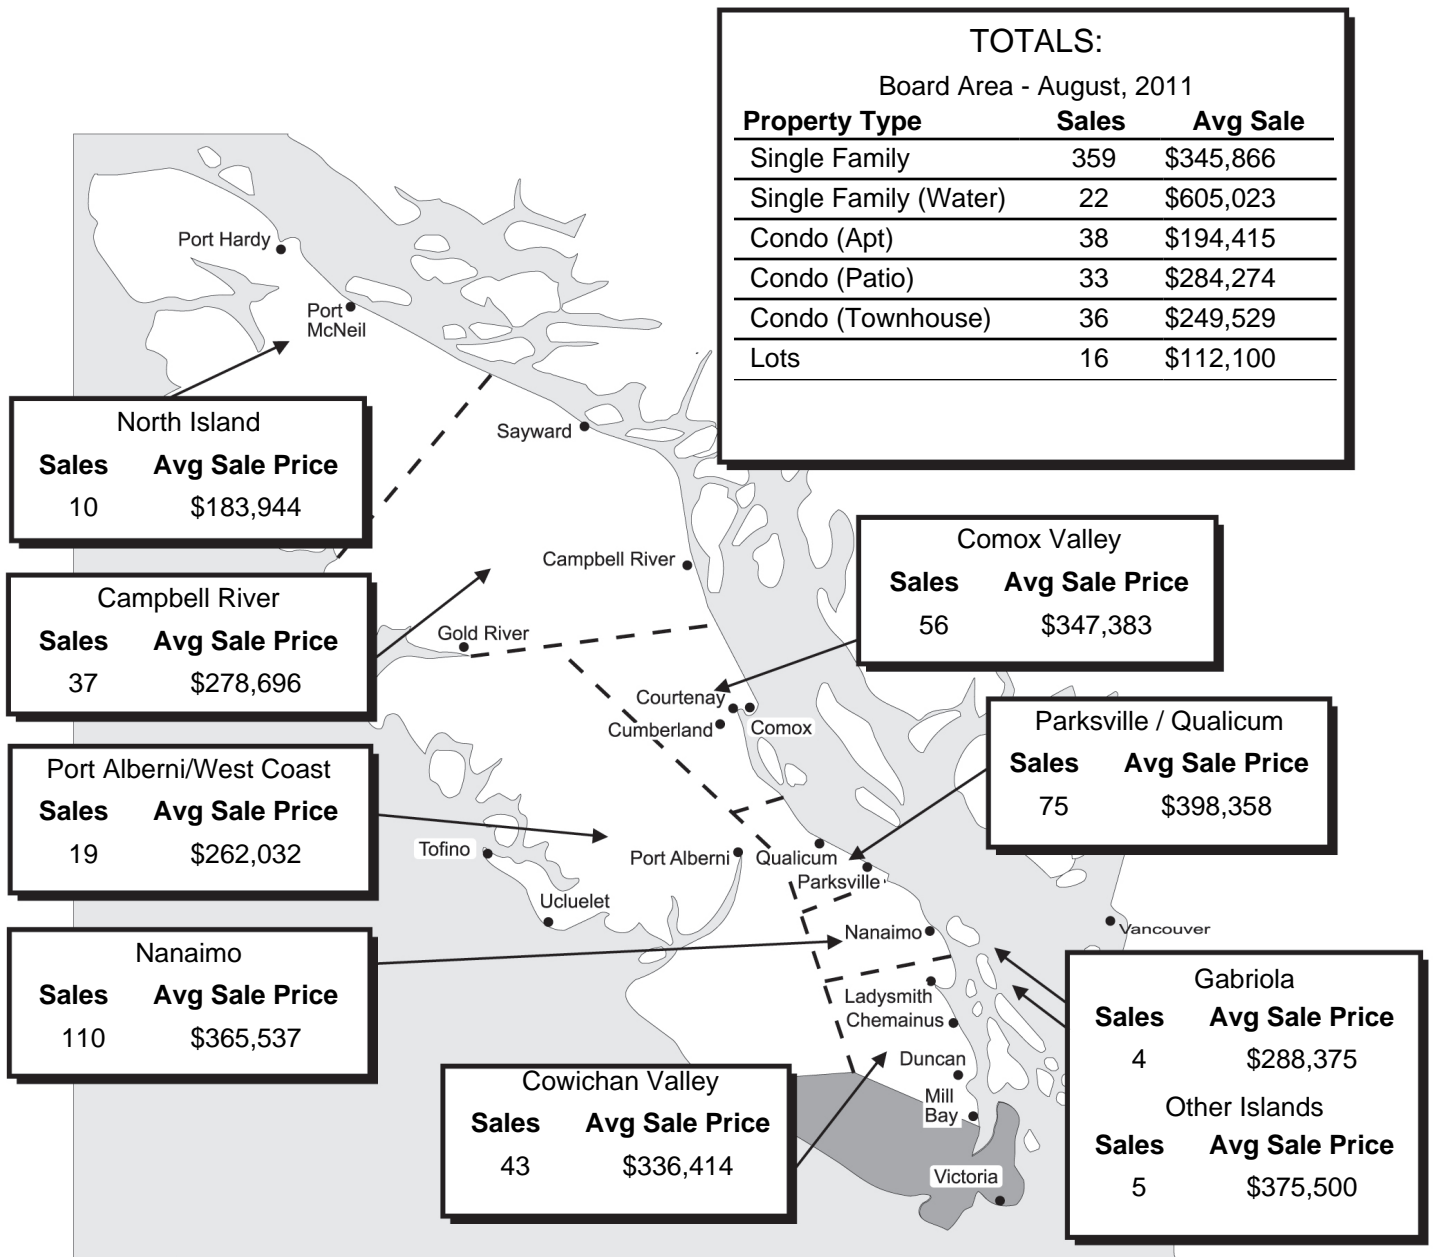 TOTALS:
Board Area - August, 2011
Property Type Sales Avg Sale
Single Family 359 $345,866
Single Family (Water) 22 $605,023
Condo (Apt) 38 $194,415
Condo (Patio) 33 $284,274
Condo (Townhouse) 36 $249,529
Lots 16 $112,100
Port Hardy
Port
McNeil
North Island
Sales Avg Sale Price
10 $183,944
Sayward
Campbell River
Comox Valley
Sales Avg Sale Price
56 $347,383
Campbell River
Sales Avg Sale Price
37 $278,696
Gold River
Courtenay
Cumberland
Comox
Parksville / Qualicum
Sales Avg Sale Price
75 $398,358
Port Alberni/West Coast
Sales Avg Sale Price
19 $262,032
Tofino
Port Alberni
Qualicum
Parksville
Ucluelet
Nanaimo
Vancouver
Nanaimo
Sales Avg Sale Price
110 $365,537
Ladysmith
Chemainus
Duncan
Mill
Bay
Gabriola
Sales Avg Sale Price
4 $288,375
Other Islands
Sales Avg Sale Price
5 $375,500
Cowichan Valley
Sales Avg Sale Price
43 $336,414
Victoria